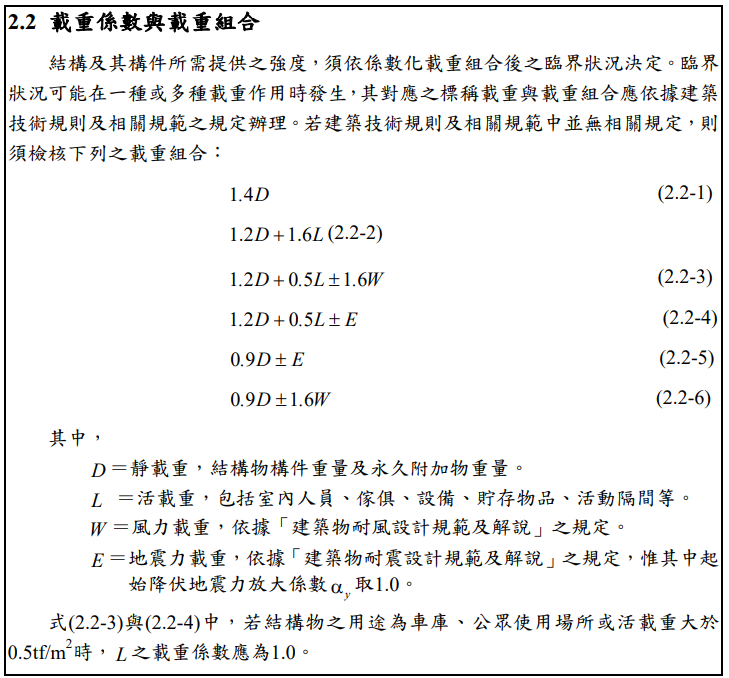 2.2 載重係數與載重組合
結構及其構件所需提供之強度，須依係數化載重組合後之臨界狀況決定。臨界
狀況可能在一種或多種載重作用時發生，其對應之標稱載重與載重組合應依據建築
技術規則及相關規範之規定辦理。若建築技術規則及相關規範中並無相關規定，則
須檢核下列之載重組合：
1.4D (2.2-1)
1.2D+1.6L (2.2-2)
1.2D+0.5L±1.6W (2.2-3)
1.2D+0.5L±E (2.2-4)
0.9D±E (2.2-5)
0.9D±1.6W (2.2-6)
其中，
D＝靜載重，結構物構件重量及永久附加物重量。
L ＝活載重，包括室內人員、傢俱、設備、貯存物品、活動隔間等。
W＝風力載重，依據「建築物耐風設計規範及解說」之規定。
E＝地震力載重，依據「建築物耐震設計規範及解說」之規定，惟其中起
始降伏地震力放大係數αy取1.0。
式(2.2-3)與(2.2-4)中，若結構物之用途為車庫、公眾使用場所或活載重大於
0.5tf/m²時，L之載重係數應為1.0。